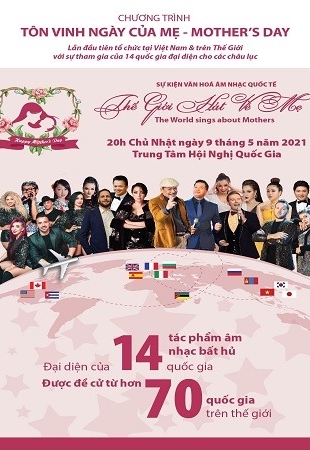 CHƯƠNG TRÌNH
TÔN VINH NGÀY CỦA MẸ - MOTHER'S DAY
Lần đầu tiên tổ chức tại Việt Nam & trên Thế Giới
với sự tham gia của 14 quốc gia đại diện cho các châu lục
SỰ KIỆN VĂN HOÁ ÂM NHẠC QUỐC TẾ
Thế Giới Hát Về Mẹ
The World sings about Mothers
Happy Mother's Day
20h Chủ Nhật ngày 9 tháng 5 năm 2021
Trung Tâm Hội Nghị Quốc Gia
Đại diện của 14 tác phẩm âm
nhạc bất hủ
quốc gia
Được đề cử từ hơn
70 quốc gia
trên thế giới